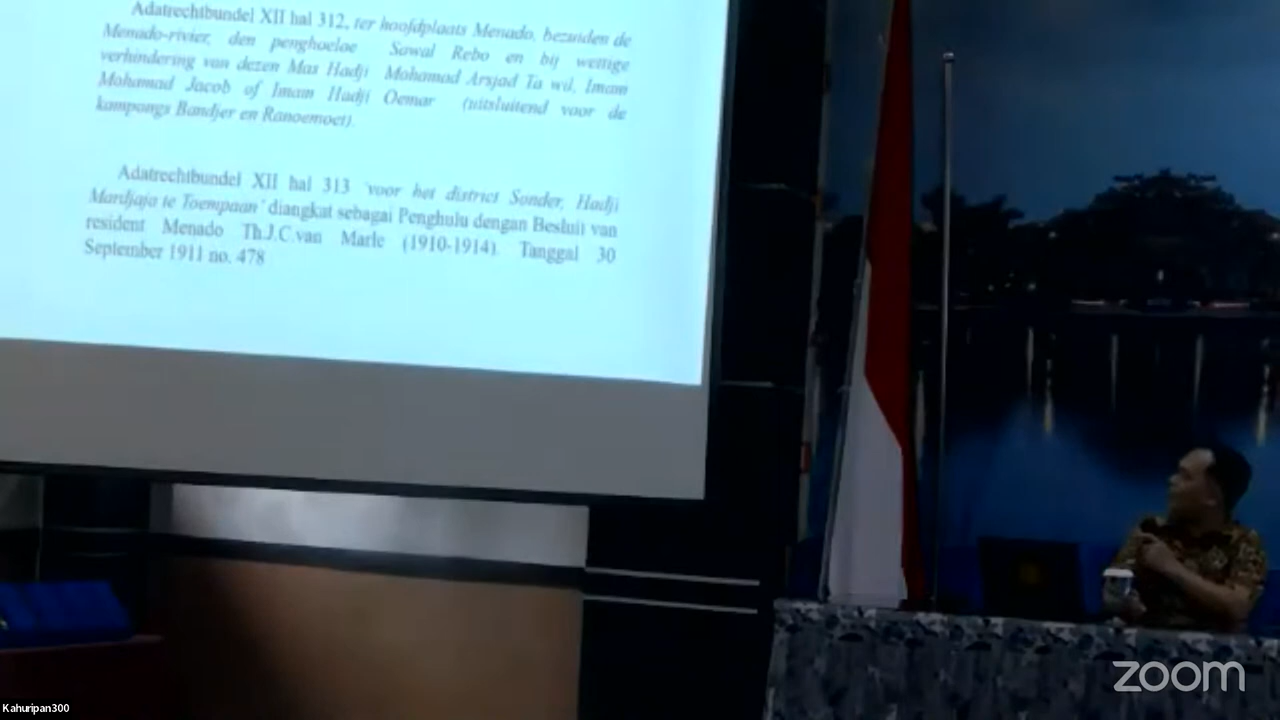 Adatrechtbundel XII hal 312, ter hoofdplaats Menado, bezuiden de
Menado-rivier, den penghoeloe Sawal Rebo en bij wettige
verhindering van dezen Mas Hadji Mohamad Arsjad Ta wil, Imam
Mohamad Jacob of Imam Hadji Oemar (uitsluitend voor de
kampongs Bandjer en Ranoemoet).
Adatrechtbundel XII hal 313 'voor het district Sonder, Hadji
Mardjaja te Toempaan' diangkat sebagai Penghulu dengan Besluit van
resident Menado Th.J.C.van Marle (1910-1914). Tanggal 30
September 1911 no. 478
zoom
Kahuripan300